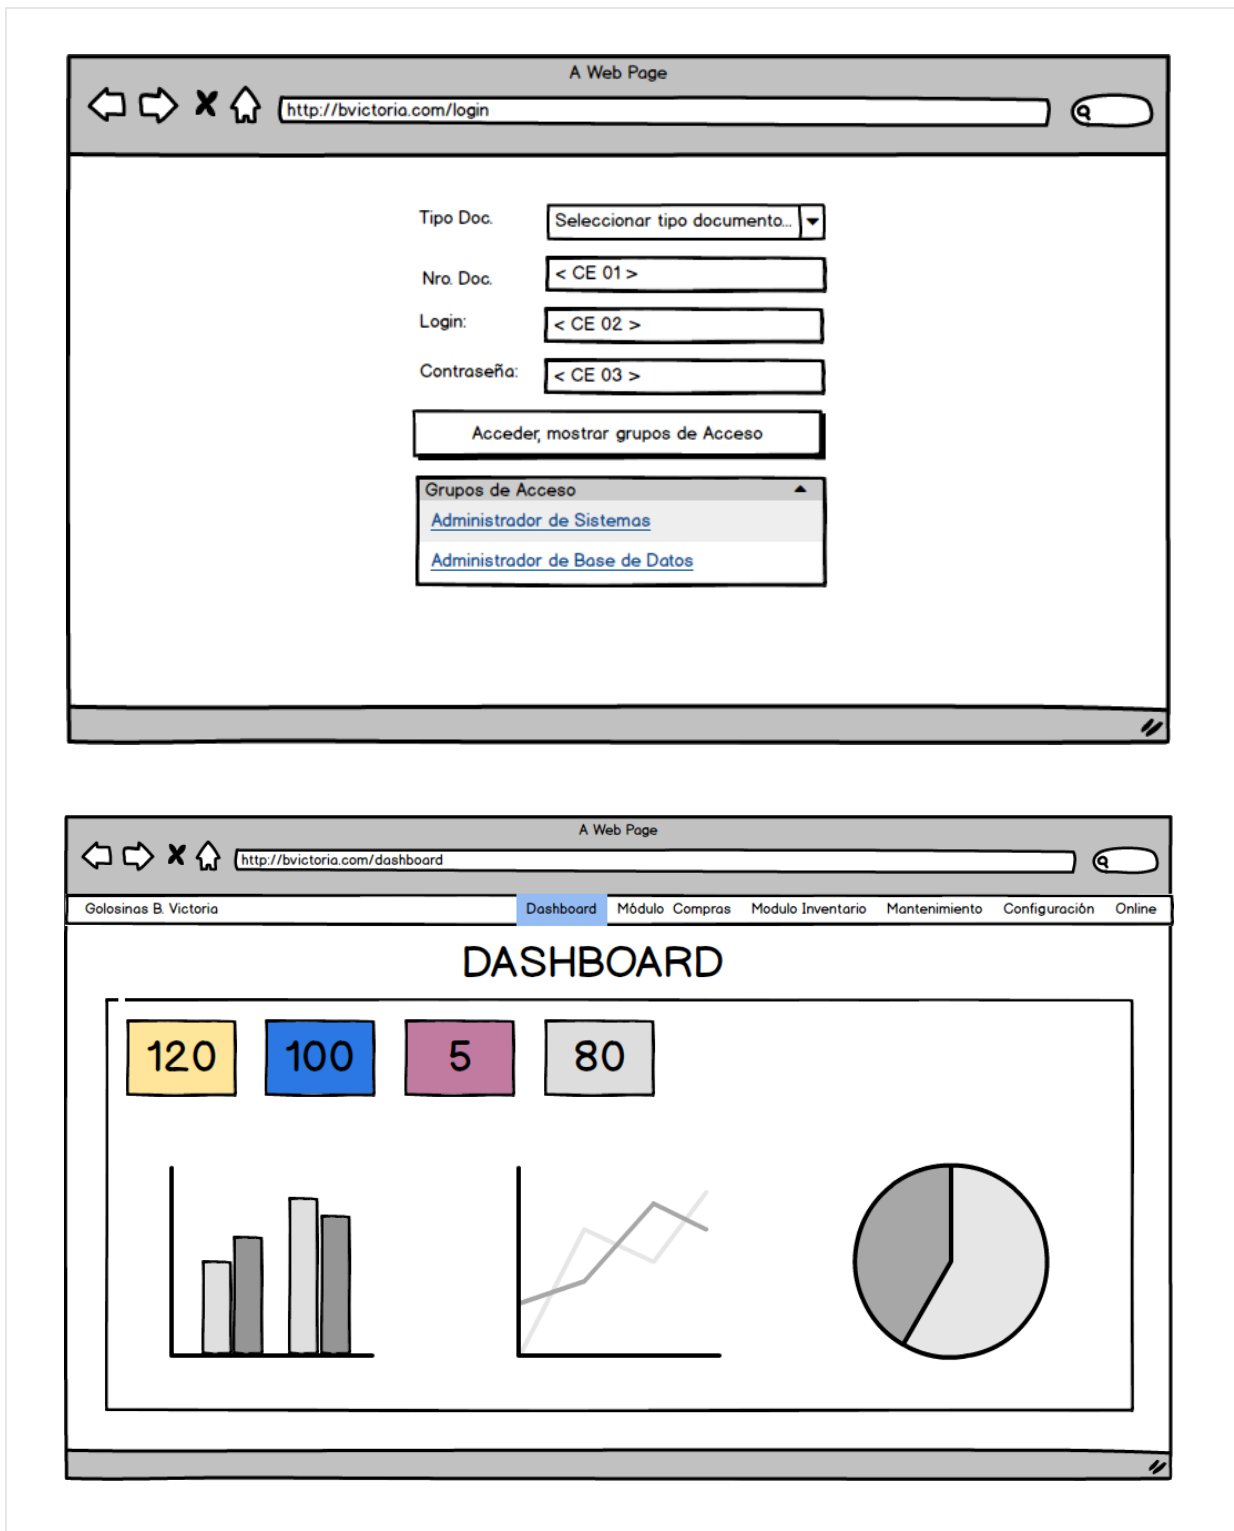 A Web Page
http://bvictoria.com/login
Tipo Doc.
Seleccionar tipo documento...
Nro. Doc.
< CE 01 >
Login:
< CE 02 >
Contraseña:
< CE 03 >
Acceder, mostrar grupos de Acceso
Grupos de Acceso
Administrador de Sistemas
Administrador de Base de Datos
A Web Page
http://bvictoria.com/dashboard
Golosinas B. Victoria
Dashboard Módulo Compras Modulo Inventario Mantenimiento Configuración Online
DASHBOARD
120 100 5 80